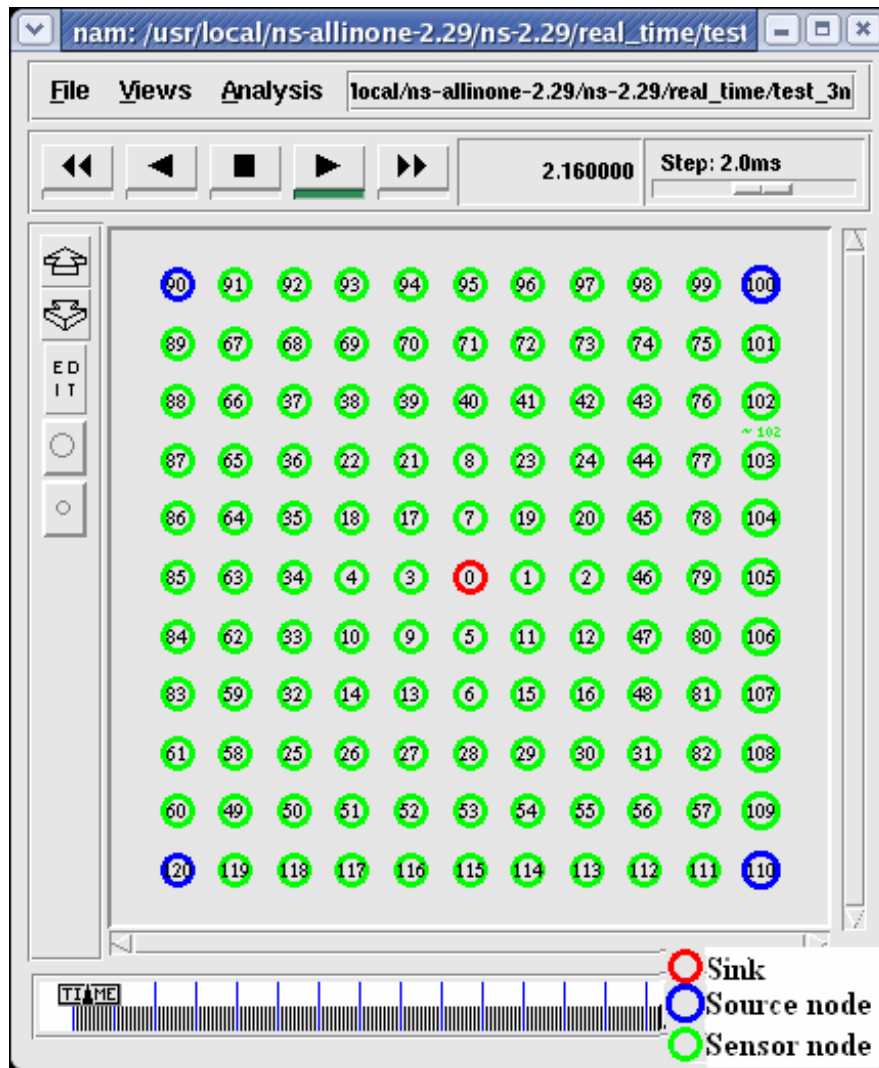 nam: /usr/local/ns-allinone-2.29/ns-2.29/real_time/test
File Views Analysis local/ns-allinone-2.29/ns-2.29/real_time/test_3n
2.160000 Step: 2.0ms
90 91 92 93 94 95 96 97 98 99 100
89 67 68 69 70 71 72 73 74 75 101
E D
I T
88 66 37 38 39 40 41 42 43 76 102
~ 102
87 65 36 22 21 8 23 24 44 77 103
86 64 35 18 17 7 19 20 45 78 104
85 63 34 4 3 0 1 2 46 79 105
84 62 33 10 9 5 11 12 47 80 106
83 59 32 14 13 6 15 16 48 81 107
61 58 25 26 27 28 29 30 31 82 108
60 49 50 51 52 53 54 55 56 57 109
120 119 118 117 116 115 114 113 112 111 110
TIME
Sink
Source node
Sensor node